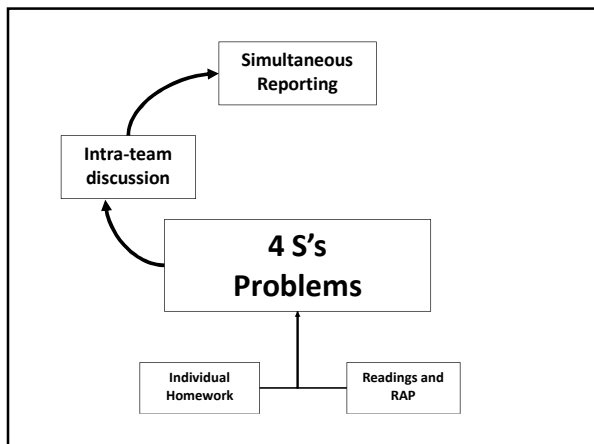 Simultaneous
Reporting
Intra-team
discussion
4 S’s
Problems
Individual
Homework
Readings and
RAP